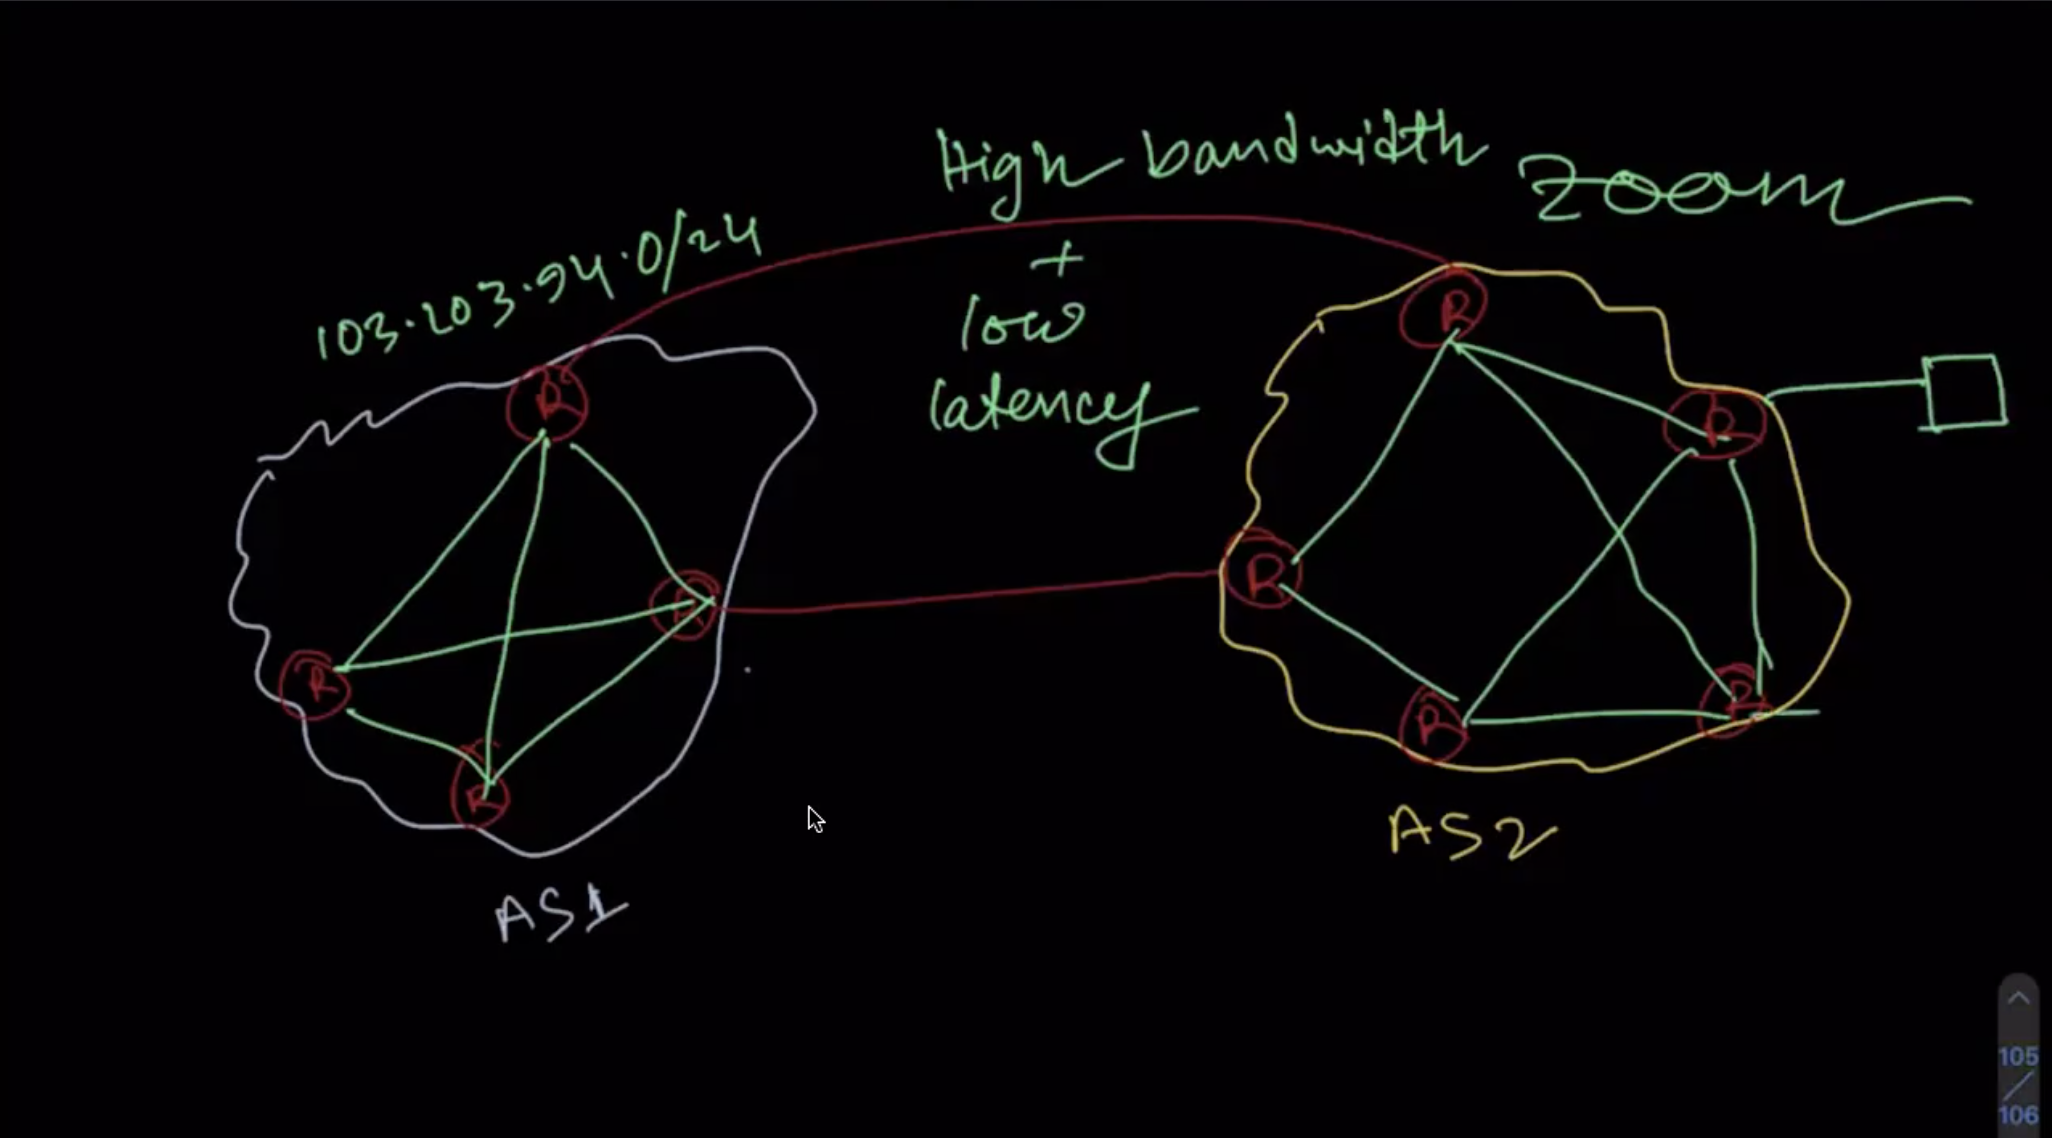 High bandwidth
zoom
+
low
latency
103.203.94.0/24
R
R
R
R
R
R
R
R
R
AS1
AS2
105
/
106